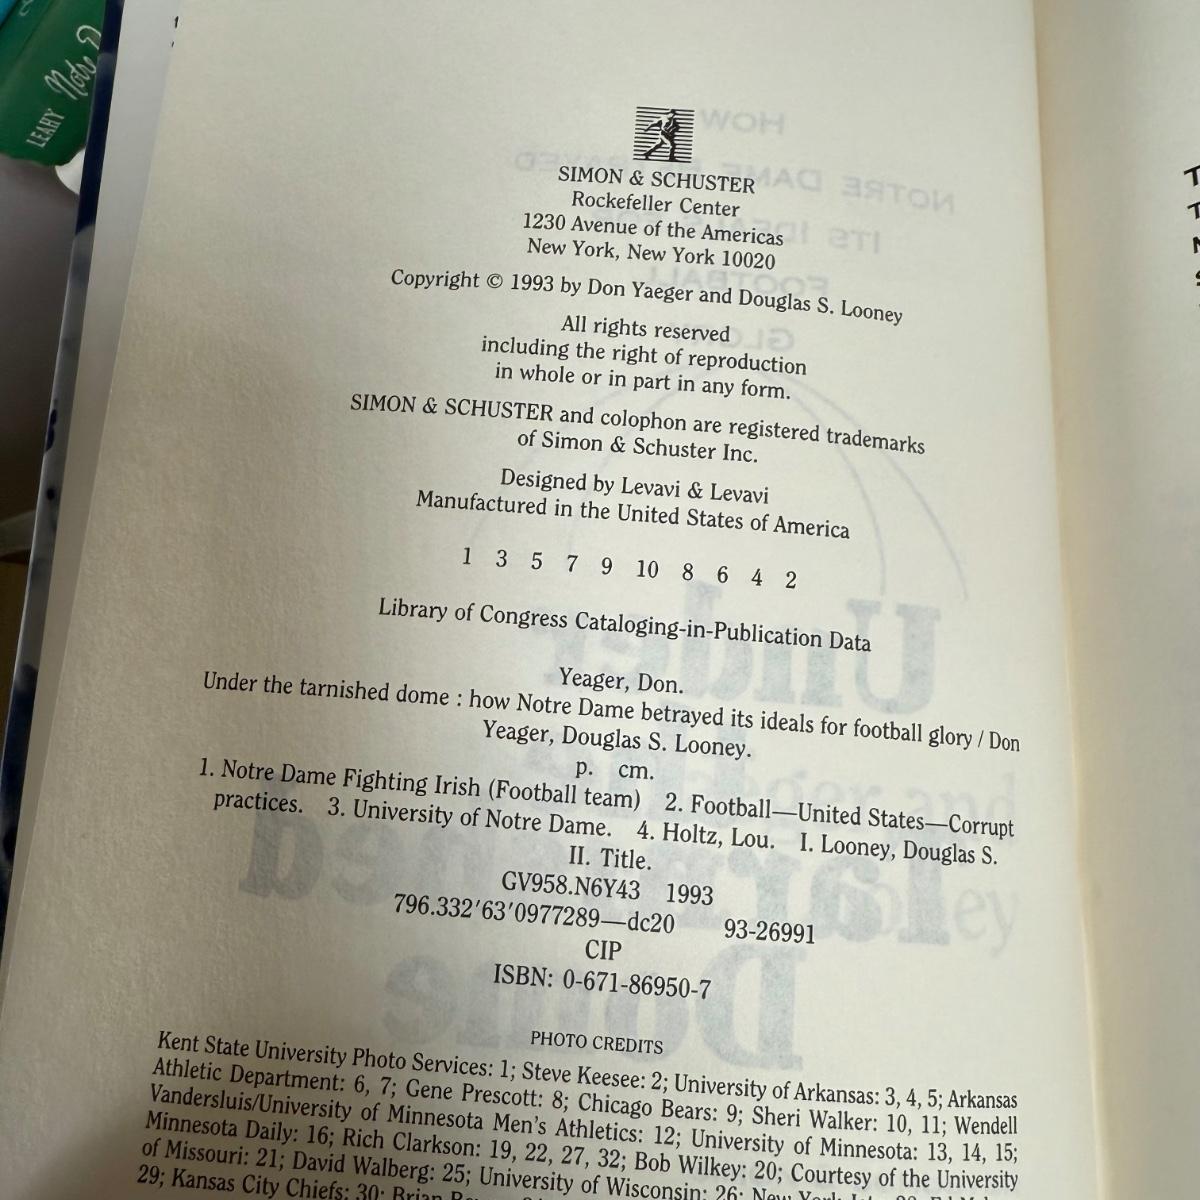 LEAHY Notre
SIMON & SCHUSTER
Rockefeller Center
1230 Avenue of the Americas
New York, New York 10020
Copyright © 1993 by Don Yaeger and Douglas S. Looney
All rights reserved
including the right of reproduction
in whole or in part in any form.
SIMON & SCHUSTER and colophon are registered trademarks
of Simon & Schuster Inc.
Designed by Levavi & Levavi
Manufactured in the United States of America
1 3 5 7 9 10 8 6 4 2
Library of Congress Cataloging-in-Publication Data
Yeager, Don.
Under the tarnished dome : how Notre Dame betrayed its ideals for football glory / Don
Yeager, Douglas S. Looney.
p. cm.
1. Notre Dame Fighting Irish (Football team) 2. Football—United States—Corrupt
practices. 3. University of Notre Dame. 4. Holtz, Lou. I. Looney, Douglas S.
II. Title.
GV958.N6Y43 1993
796.332′63′0977289—dc20 93-26991
CIP
ISBN: 0-671-86950-7
PHOTO CREDITS
Kent State University Photo Services: 1; Steve Keesee: 2; University of Arkansas: 3, 4, 5; Arkansas
Athletic Department: 6, 7; Gene Prescott: 8; Chicago Bears: 9; Sheri Walker: 10, 11; Wendell
Vandersluis/University of Minnesota Men's Athletics: 12; University of Minnesota: 13, 14, 15;
Minnesota Daily: 16; Rich Clarkson: 19, 22, 27, 32; Bob Wilkey: 20; Courtesy of the University
of Missouri: 21; David Walberg: 25; University of Wisconsin: 26; New York
29; Kansas City Chiefs: 30; Brian